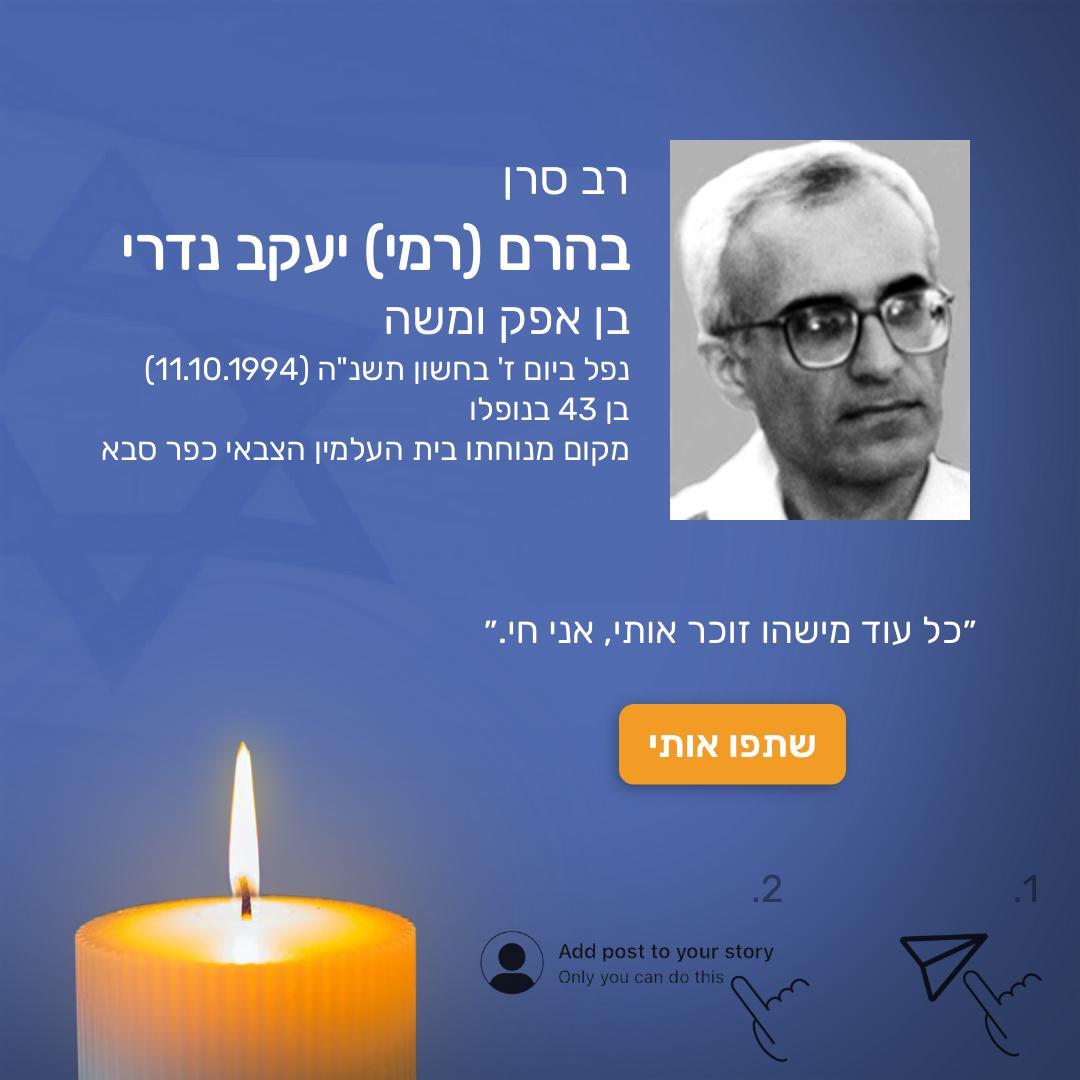 רב סרן
בהרם (רמי) יעקב נדרי
בן אפק ומשה
נפל ביום ז' בחשון תשנ"ה (11.10.1994)
בן 43 בנופלו
מקום מנוחתו בית העלמין הצבאי כפר סבא
״כל עוד מישהו זוכר אותי, אני חי.״
שתפו אותי
.1
.2
Add post to your story
Only you can do this